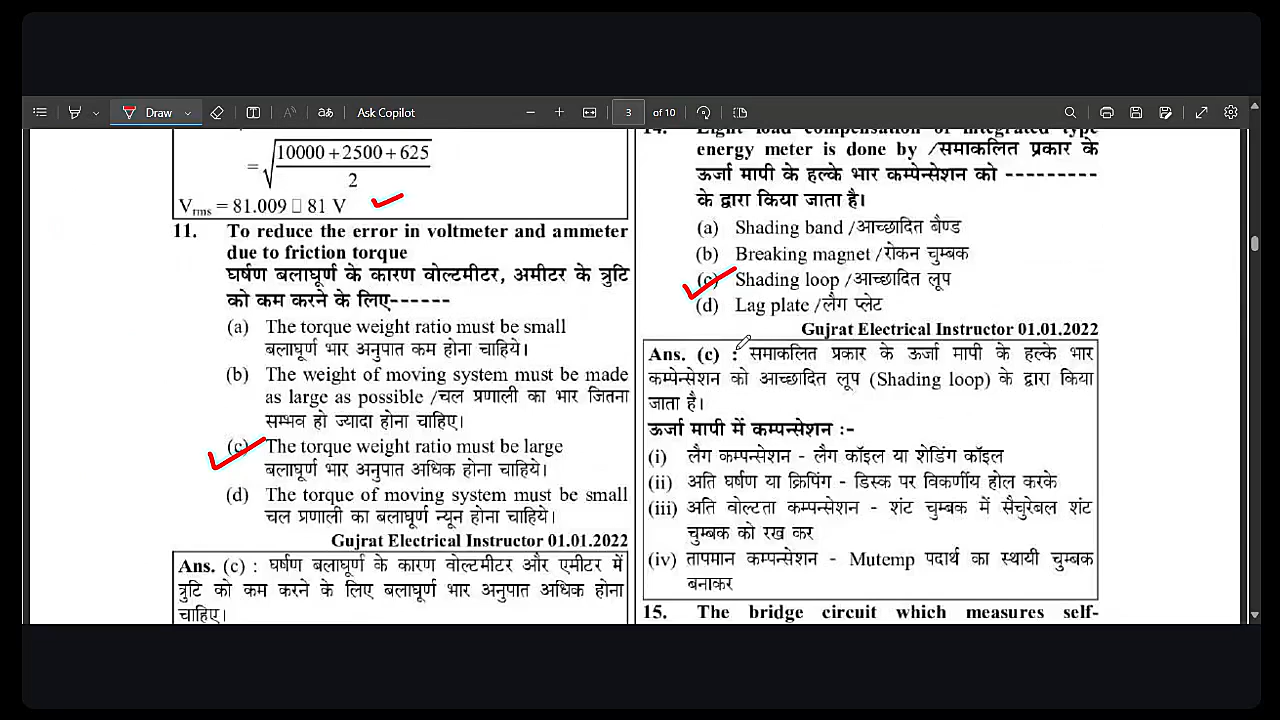 Draw
aあ
Ask Copilot
3
of 10
= √(10000 + 2500 + 625 / 2)
Vrms = 81.009 □ 81 V
11. To reduce the error in voltmeter and ammeter
due to friction torque
घर्षण बलाघूर्ण के कारण वोल्टमीटर, अमीटर के त्रुटि
को कम करने के लिए------
(a) The torque weight ratio must be small
बलाघूर्ण भार अनुपात कम होना चाहिये।
(b) The weight of moving system must be made
as large as possible /चल प्रणाली का भार जितना
सम्भव हो ज्यादा होना चाहिए।
(c) The torque weight ratio must be large
बलाघूर्ण भार अनुपात अधिक होना चाहिये।
(d) The torque of moving system must be small
चल प्रणाली का बलाघूर्ण न्यून होना चाहिए।
Gujrat Electrical Instructor 01.01.2022
Ans. (c) : घर्षण बलाघूर्ण के कारण वोल्टमीटर और एमीटर में
त्रुटि को कम करने के लिए बलाघूर्ण भार अनुपात अधिक होना
चाहिए।
14. Light load compensation of integrated type
energy meter is done by /समाकलित प्रकार के
ऊर्जा मापी के हल्के भार कम्पेन्सेशन को ---------
के द्वारा किया जाता है।
(a) Shading band /आच्छादित बैण्ड
(b) Breaking magnet /रोकन चुम्बक
(c) Shading loop /आच्छादित लूप
(d) Lag plate /लैग प्लेट
Gujrat Electrical Instructor 01.01.2022
Ans. (c) : समाकलित प्रकार के ऊर्जा मापी के हल्के भार
कम्पेन्सेशन को आच्छादित लूप (Shading loop) के द्वारा किया
जाता है।
ऊर्जा मापी में कम्पन्सेशन :-
(i) लैग कम्पन्सेशन - लैग कॉइल या शेडिंग कॉइल
(ii) अति घर्षण या क्रिपिंग - डिस्क पर विकर्णीय होल करके
(iii) अति वोल्टता कम्पन्सेशन - शंट चुम्बक में सैचुरेबल शंट
चुम्बक को रख कर
(iv) तापमान कम्पन्सेशन - Mutemp पदार्थ का स्थायी चुम्बक
बनाकर
15. The bridge circuit which measures self-